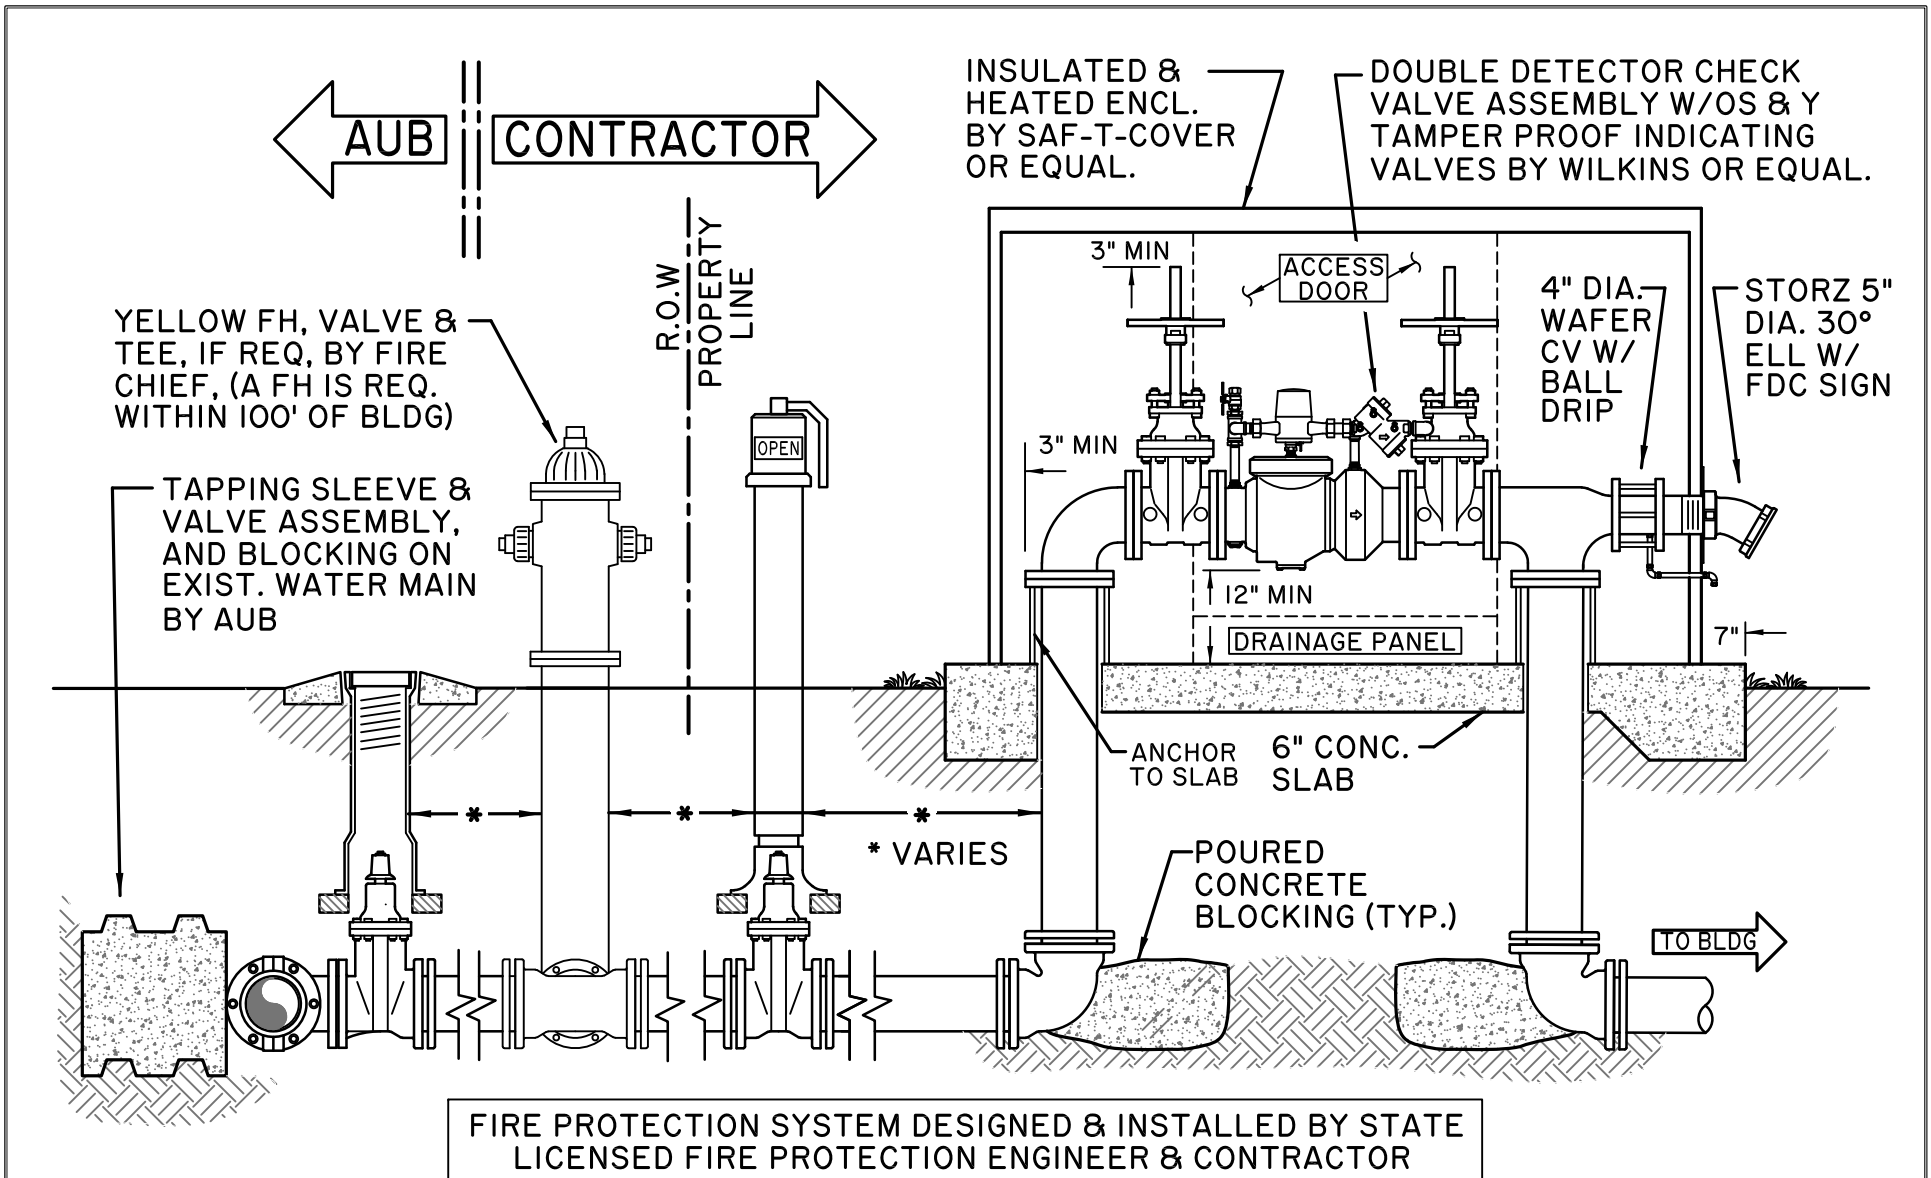 AUB
CONTRACTOR
INSULATED &
HEATED ENCL.
BY SAF-T-COVER
OR EQUAL.
DOUBLE DETECTOR CHECK
VALVE ASSEMBLY W/OS & Y
TAMPER PROOF INDICATING
VALVES BY WILKINS OR EQUAL.
R.O.W
PROPERTY
LINE
3" MIN
ACCESS
DOOR
4" DIA.
WAFER
CV W/
BALL
DRIP
STORZ 5"
DIA. 30°
ELL W/
FDC SIGN
YELLOW FH, VALVE &
TEE, IF REQ, BY FIRE
CHIEF, (A FH IS REQ.
WITHIN 100' OF BLDG)
OPEN
3" MIN
TAPPING SLEEVE &
VALVE ASSEMBLY,
AND BLOCKING ON
EXIST. WATER MAIN
BY AUB
12" MIN
DRAINAGE PANEL
7"
ANCHOR
TO SLAB
6" CONC.
SLAB
*
*
*
* VARIES
POURED
CONCRETE
BLOCKING (TYP.)
TO BLDG
FIRE PROTECTION SYSTEM DESIGNED & INSTALLED BY STATE
LICENSED FIRE PROTECTION ENGINEER & CONTRACTOR